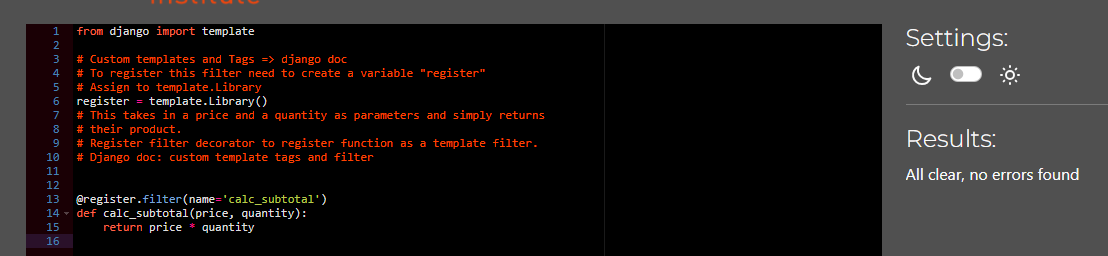 Institute
1 from django import template
2
3 # Custom templates and Tags => django doc
4 # To register this filter need to create a variable "register"
5 # Assign to template.Library
6 register = template.Library()
7 # This takes in a price and a quantity as parameters and simply returns
8 # their product.
9 # Register filter decorator to register function as a template filter.
10 # Django doc: custom template tags and filter
11
12
13 @register.filter(name='calc_subtotal')
14 def calc_subtotal(price, quantity):
15     return price * quantity
16
Settings:
Results:
All clear, no errors found